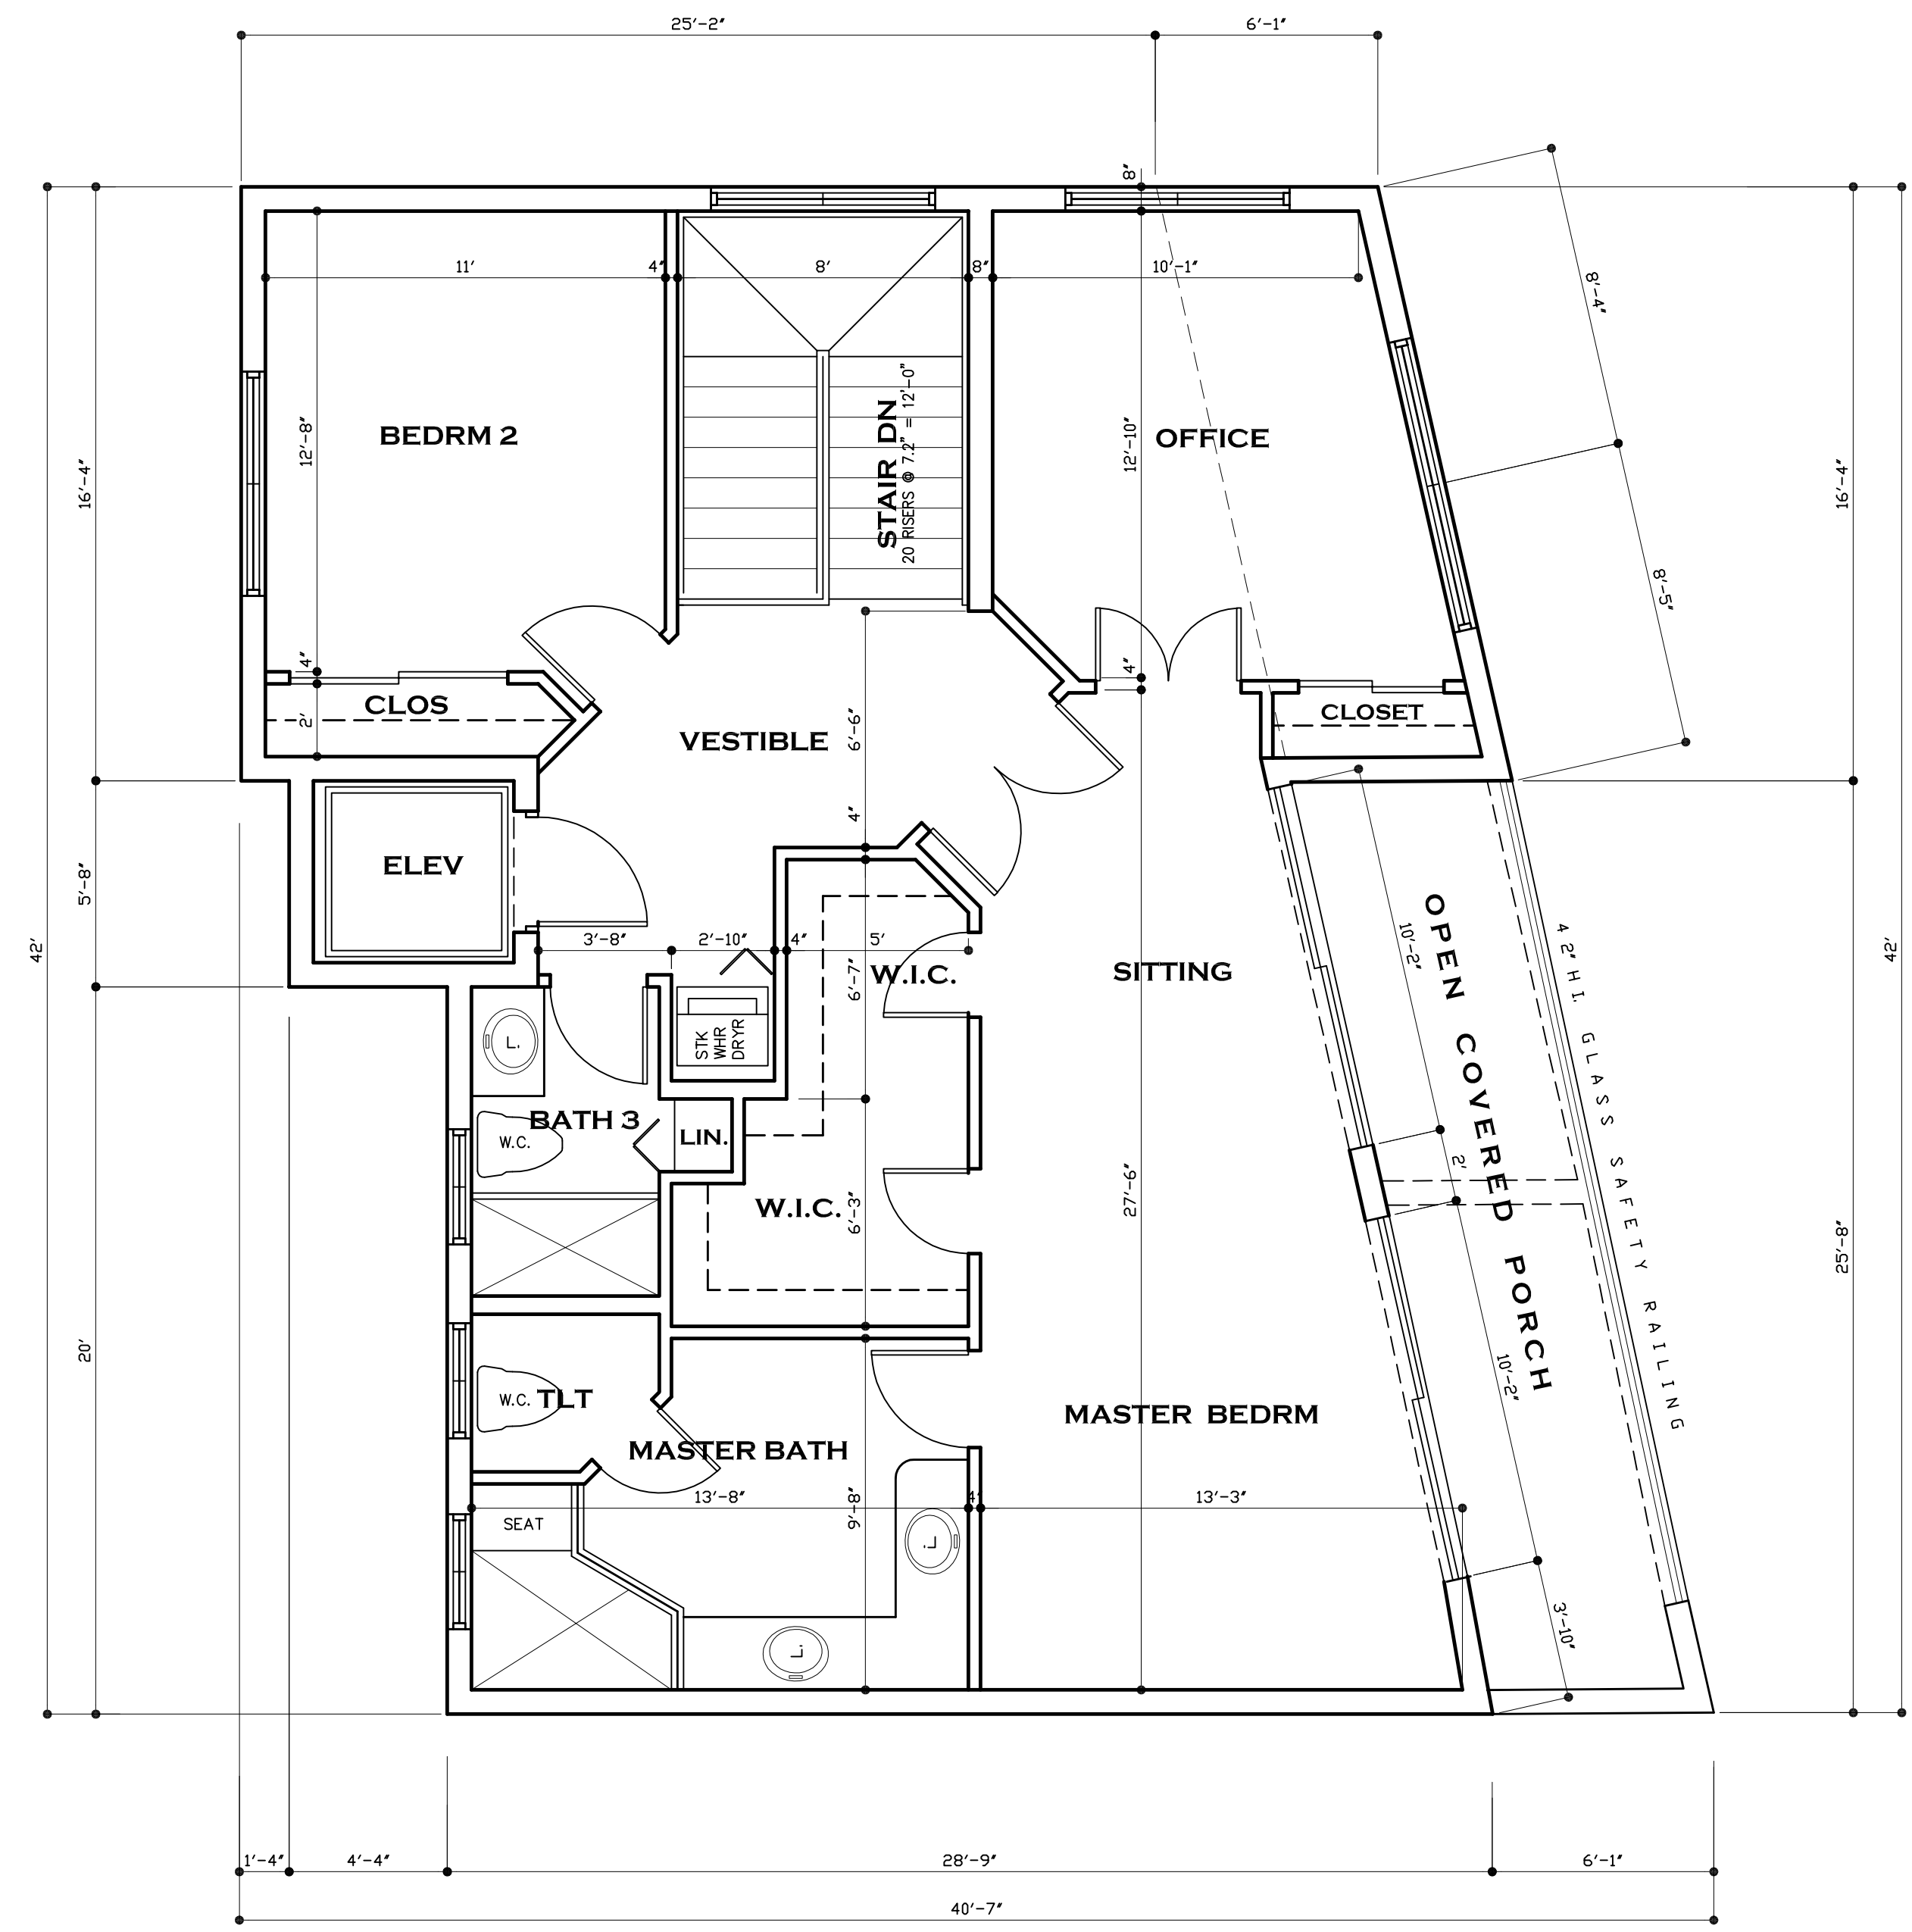 25'-2"
6'-1"
8"
11'
4"
8'
8"
10'-1"
8'-4"
BEDRM 2
12'-8"
STAIR DN
20 RISERS @ 7.2" = 12'-0"
12'-10"
OFFICE
16'-4"
16'-4"
8'-5"
4"
CLOS
2'
4"
CLOSET
VESTIBLE
6'-6"
4"
ELEV
5'-8"
42'
42'
3'-8"
2'-10"
4"
5'
W.I.C.
6'-7"
SITTING
10'-2"
OPEN COVERED PORCH
42" HI. GLASS SAFETY RAILING
L.
STK
WHR
DRYR
BATH 3
W.C.
LIN.
2'
W.I.C.
6'-3"
27'-6"
25'-8"
20'
10'-2"
W.C.
TLT
MASTER BATH
MASTER BEDRM
13'-8"
9'-8"
4"
13'-3"
SEAT
L.
L.
3'-10"
1'-4"
4'-4"
28'-9"
6'-1"
40'-7"